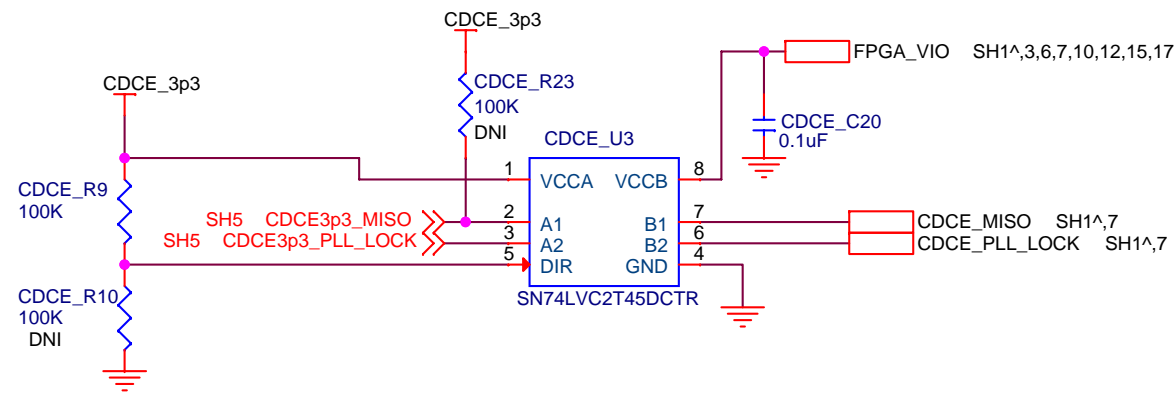 CDCE_3p3
FPGA_VIO SH1^,3,6,7,10,12,15,17
CDCE_3p3
CDCE_R23
100K
DNI
CDCE_C20
0.1uF
CDCE_U3
1 VCCA VCCB 8
CDCE_R9
100K
SH5 CDCE3p3_MISO 2 A1 B1 7 CDCE_MISO SH1^,7
SH5 CDCE3p3_PLL_LOCK 3 A2 B2 6 CDCE_PLL_LOCK SH1^,7
5 DIR GND 4
SN74LVC2T45DCTR
CDCE_R10
100K
DNI